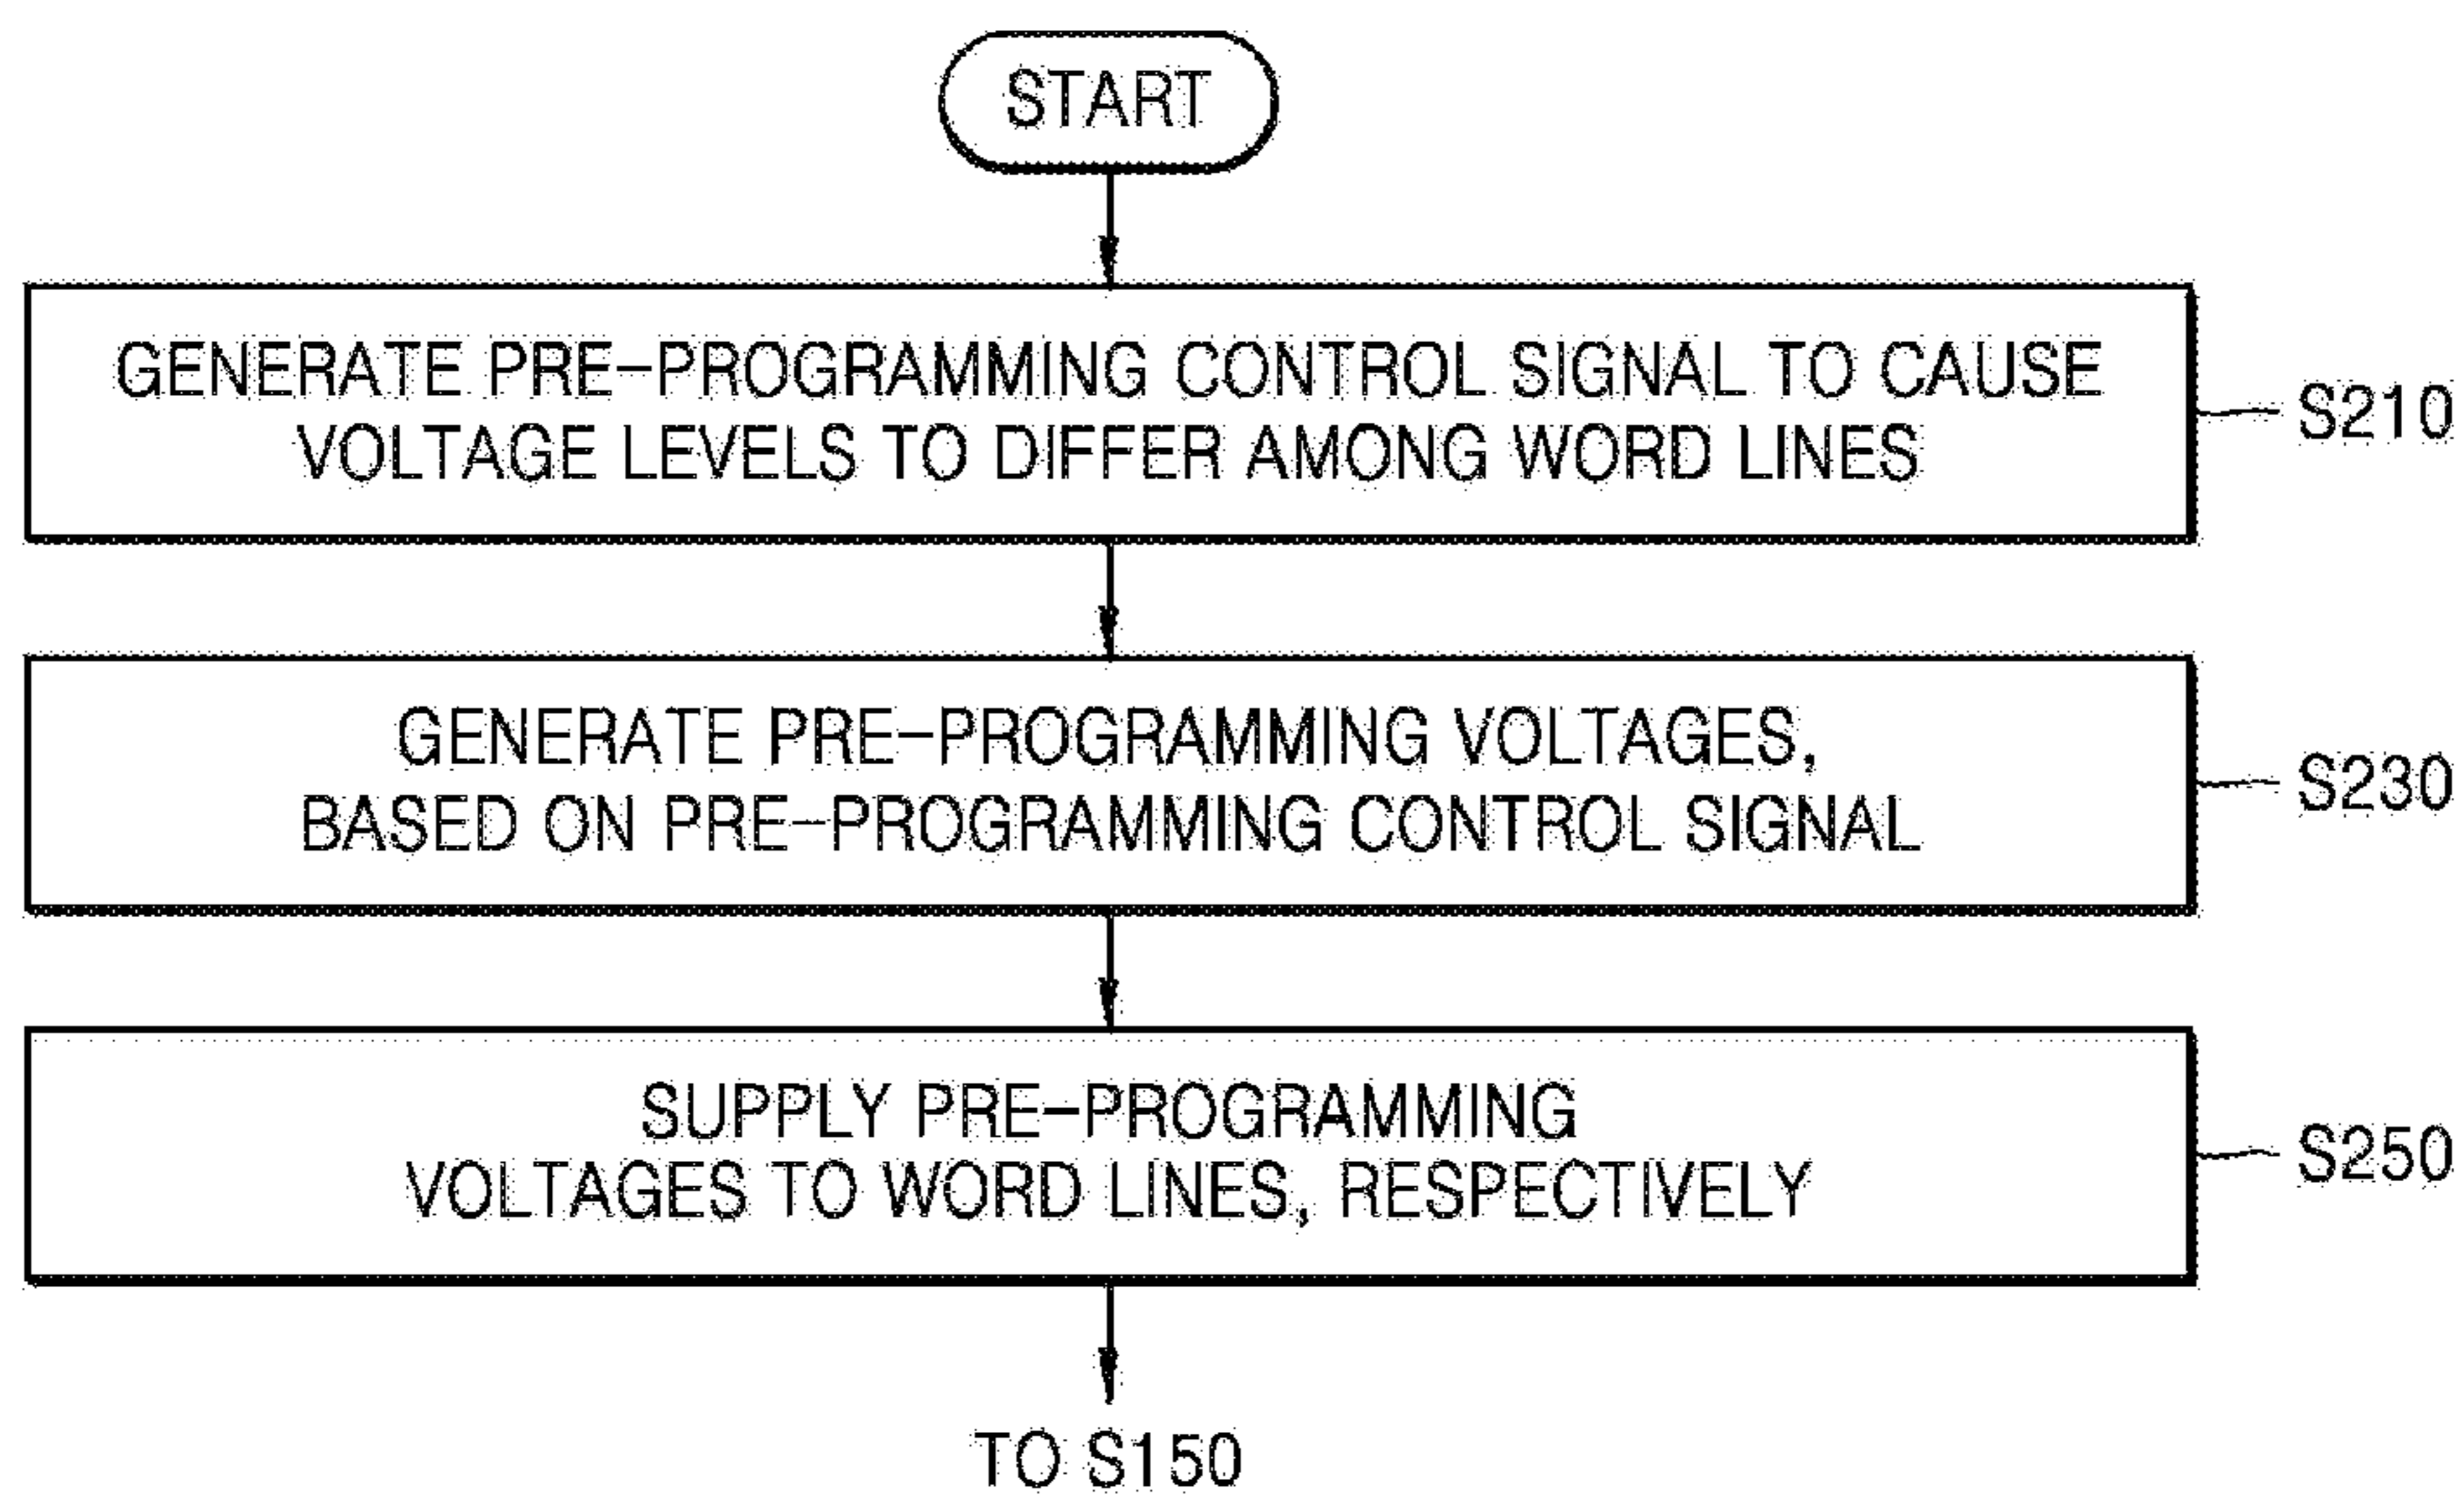 START
GENERATE PRE-PROGRAMMING CONTROL SIGNAL TO CAUSE
VOLTAGE LEVELS TO DIFFER AMONG WORD LINES
S210
GENERATE PRE-PROGRAMMING VOLTAGES,
BASED ON PRE-PROGRAMMING CONTROL SIGNAL
S230
SUPPLY PRE-PROGRAMMING
VOLTAGES TO WORD LINES, RESPECTIVELY
S250
TO S150